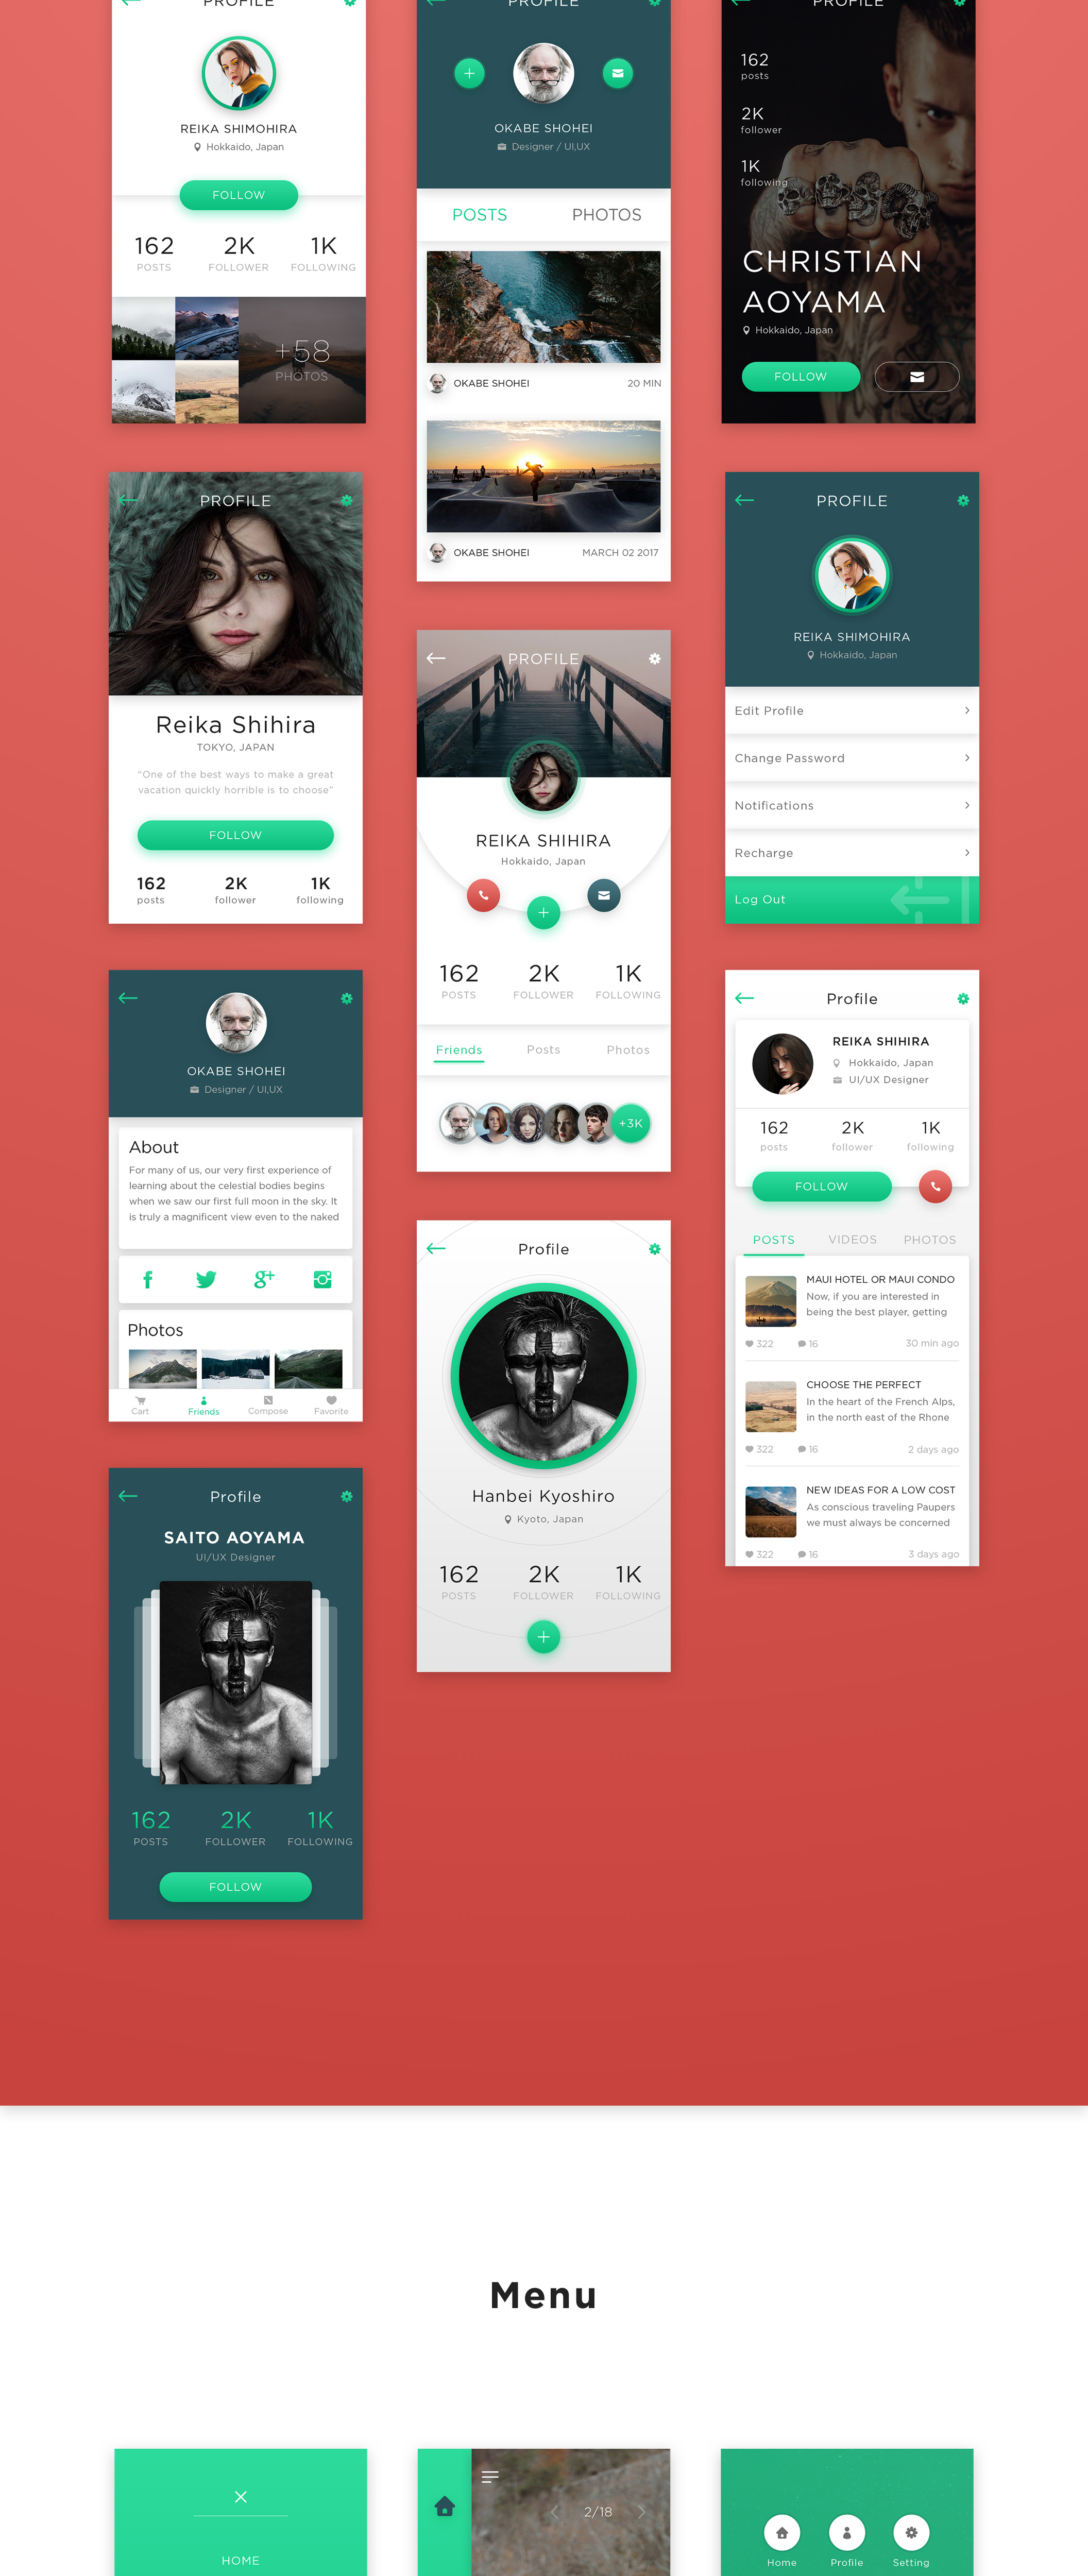 PROFILE
REIKA SHIMOHIRA
Hokkaido, Japan
FOLLOW
162 2K 1K
POSTS FOLLOWER FOLLOWING
+58
PHOTOS
PROFILE
OKABE SHOHEI
Designer / UI,UX
POSTS PHOTOS
OKABE SHOHEI 20 MIN
OKABE SHOHEI MARCH 02 2017
PROFILE
162
posts
2K
follower
1K
following
CHRISTIAN
AOYAMA
Hokkaido, Japan
FOLLOW
PROFILE
Reika Shihira
TOKYO, JAPAN
"One of the best ways to make a great
vacation quickly horrible is to choose"
FOLLOW
162 2K 1K
posts follower following
PROFILE
REIKA SHIHIRA
Hokkaido, Japan
162 2K 1K
POSTS FOLLOWER FOLLOWING
Friends Posts Photos
+3K
PROFILE
REIKA SHIMOHIRA
Hokkaido, Japan
Edit Profile
Change Password
Notifications
Recharge
Log Out
OKABE SHOHEI
Designer / UI,UX
About
For many of us, our very first experience of
learning about the celestial bodies begins
when we saw our first full moon in the sky. It
is truly a magnificent view even to the naked
f g+
Photos
Cart Friends Compose Favorite
Profile
Hanbei Kyoshiro
Kyoto, Japan
162 2K 1K
POSTS FOLLOWER FOLLOWING
Profile
REIKA SHIHIRA
Hokkaido, Japan
UI/UX Designer
162 2K 1K
posts follower following
FOLLOW
POSTS VIDEOS PHOTOS
MAUI HOTEL OR MAUI CONDO
Now, if you are interested in
being the best player, getting
322 16 30 min ago
CHOOSE THE PERFECT
In the heart of the French Alps,
in the north east of the Rhone
322 16 2 days ago
NEW IDEAS FOR A LOW COST
As conscious traveling Paupers
we must always be concerned
322 16 3 days ago
Profile
SAITO AOYAMA
UI/UX Designer
162 2K 1K
POSTS FOLLOWER FOLLOWING
FOLLOW
Menu
HOME
2/18
Home Profile Setting